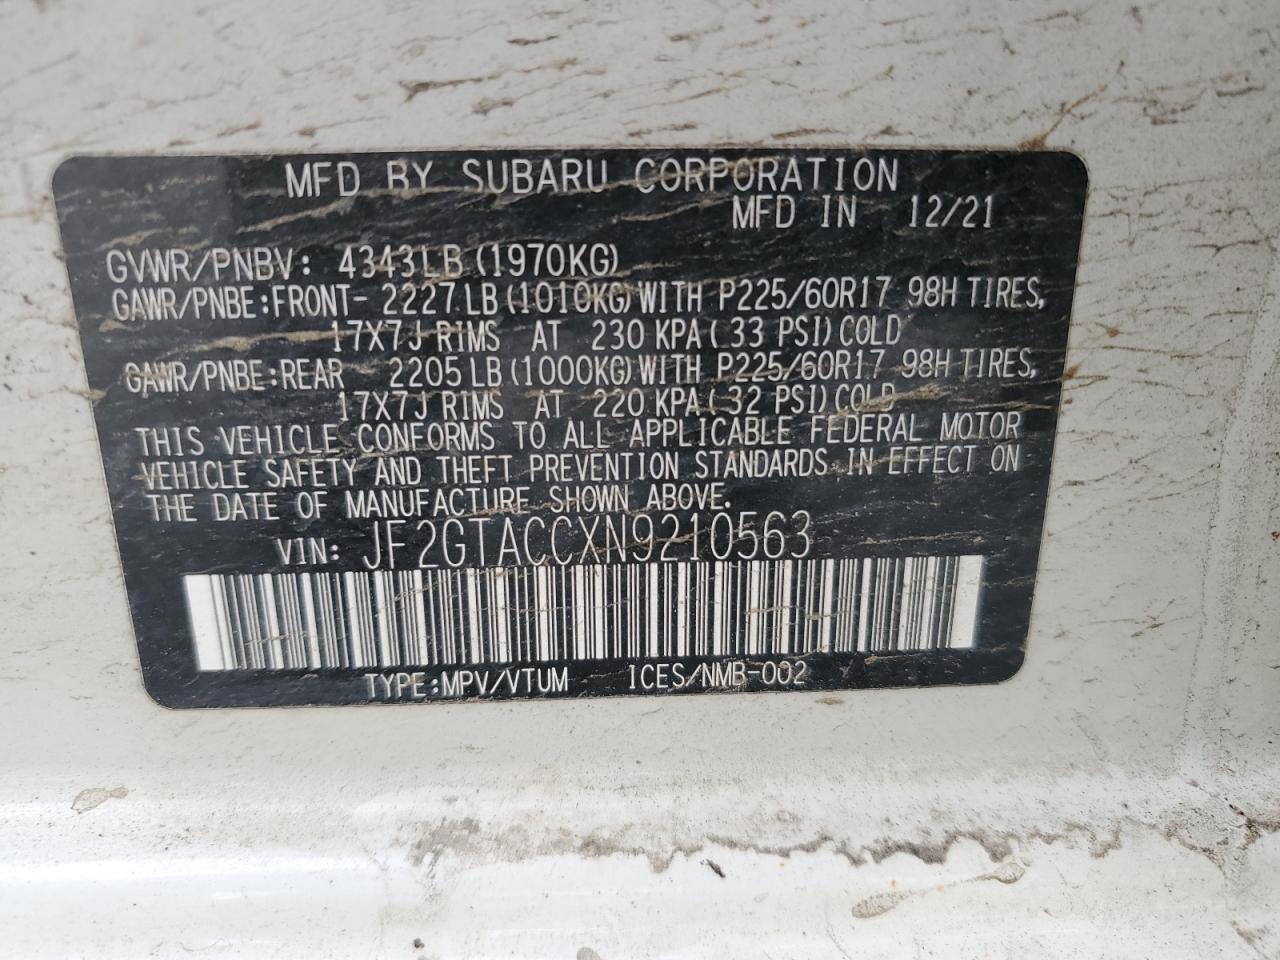 MFD BY SUBARU CORPORATION
MFD IN 12/21
GVWR/PNBV: 4343LB (1970KG)
GAWR/PNBE:FRONT- 2227 LB (1010KG) WITH P225/60R17 98H TIRES,
17X7J RIMS AT 230 KPA ( 33 PSI) COLD
GAWR/PNBE:REAR 2205 LB (1000KG) WITH P225/60R17 98H TIRES,
17X7J RIMS AT 220 KPA ( 32 PSI) COLD
THIS VEHICLE CONFORMS TO ALL APPLICABLE FEDERAL MOTOR
VEHICLE SAFETY AND THEFT PREVENTION STANDARDS IN EFFECT ON
THE DATE OF MANUFACTURE SHOWN ABOVE.
VIN: JF2GTACCXN9210563
TYPE:MPV/VTUM ICES/NMB-002